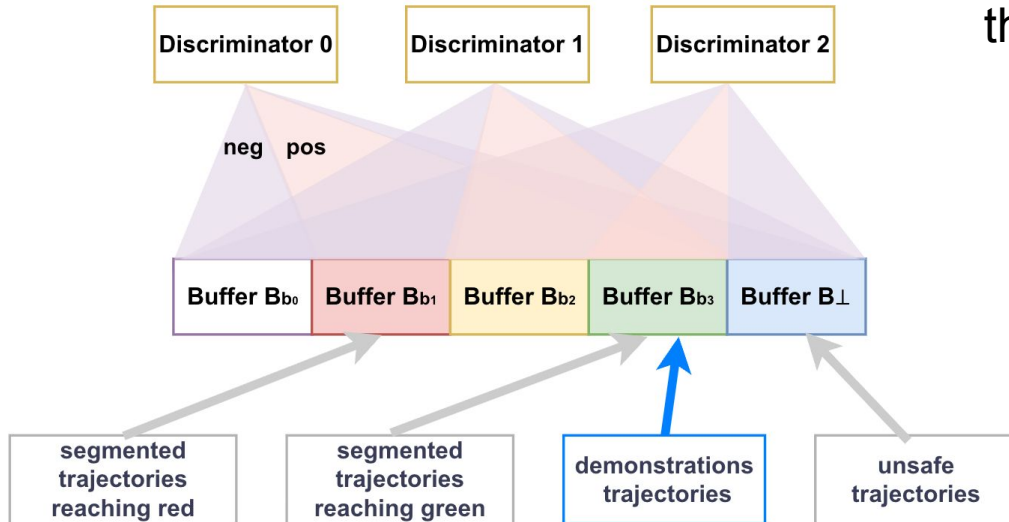 th
Discriminator 0
Discriminator 1
Discriminator 2
neg
pos
Buffer Bb₀
Buffer Bb₁
Buffer Bb₂
Buffer Bb₃
Buffer B⊥
segmented
trajectories
reaching red
segmented
trajectories
reaching green
demonstrations
trajectories
unsafe
trajectories